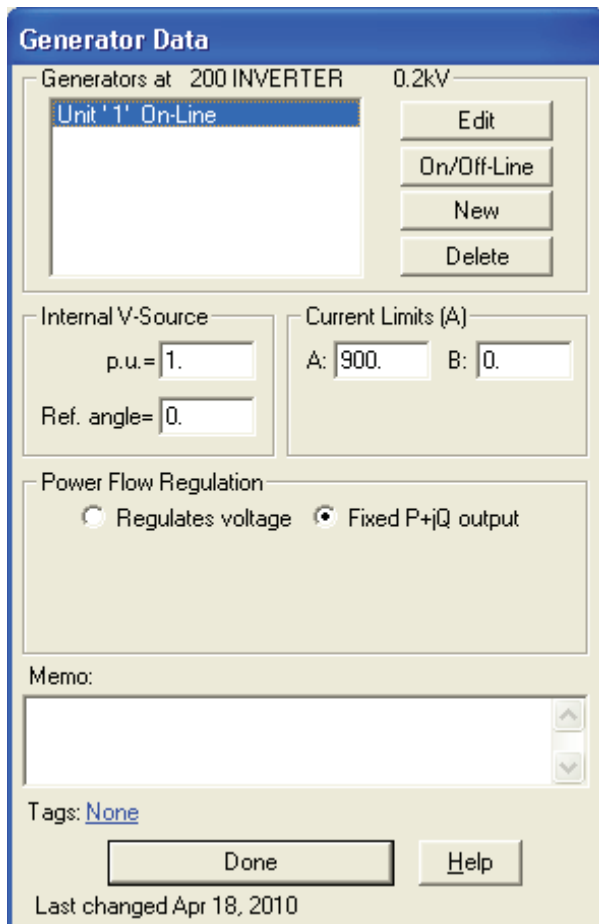 Generator Data
Generators at 200 INVERTER 0.2kV
Unit '1' On-Line
Edit
On/Off-Line
New
Delete
Internal V-Source
p.u.= 1.
Ref. angle= 0.
Current Limits (A)
A: 900. B: 0.
Power Flow Regulation
Regulates voltage Fixed P+jQ output
Memo:
Tags: None
Done Help
Last changed Apr 18, 2010